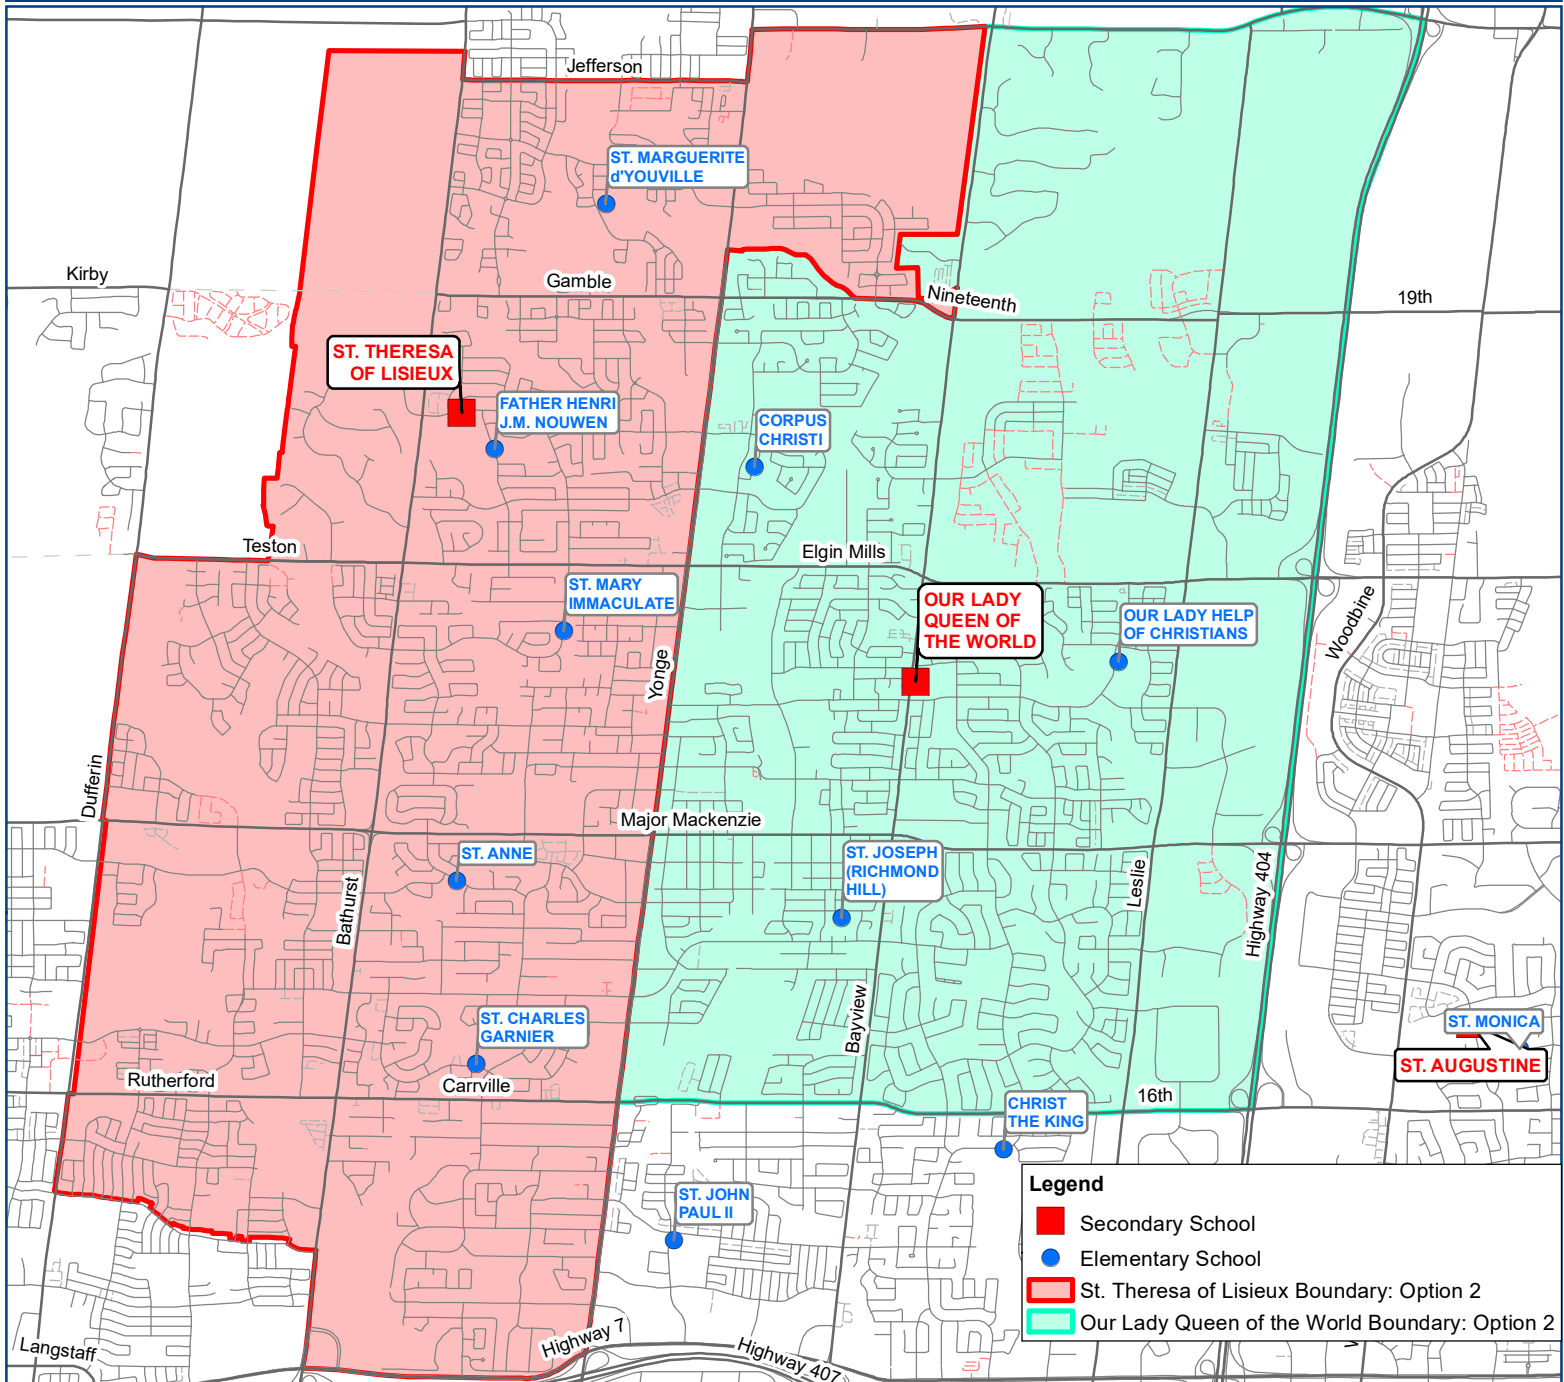 Jefferson
ST. MARGUERITE
d'YOUVILLE
Kirby
Gamble
Nineteenth
19th
ST. THERESA
OF LISIEUX
FATHER HENRI
J.M. NOUWEN
CORPUS
CHRISTI
Teston
Elgin Mills
ST. MARY
IMMACULATE
OUR LADY
QUEEN OF
THE WORLD
OUR LADY HELP
OF CHRISTIANS
Woodbine
Yonge
Dufferin
Major Mackenzie
ST. ANNE
ST. JOSEPH
(RICHMOND
HILL)
Leslie
Highway 404
Bathurst
Bayview
ST. CHARLES
GARNIER
ST. MONICA
ST. AUGUSTINE
Rutherford
Carrville
16th
CHRIST
THE KING
ST. JOHN
PAUL II
Legend
Secondary School
Elementary School
St. Theresa of Lisieux Boundary: Option 2
Our Lady Queen of the World Boundary: Option 2
Langstaff
Highway 7
Highway 407